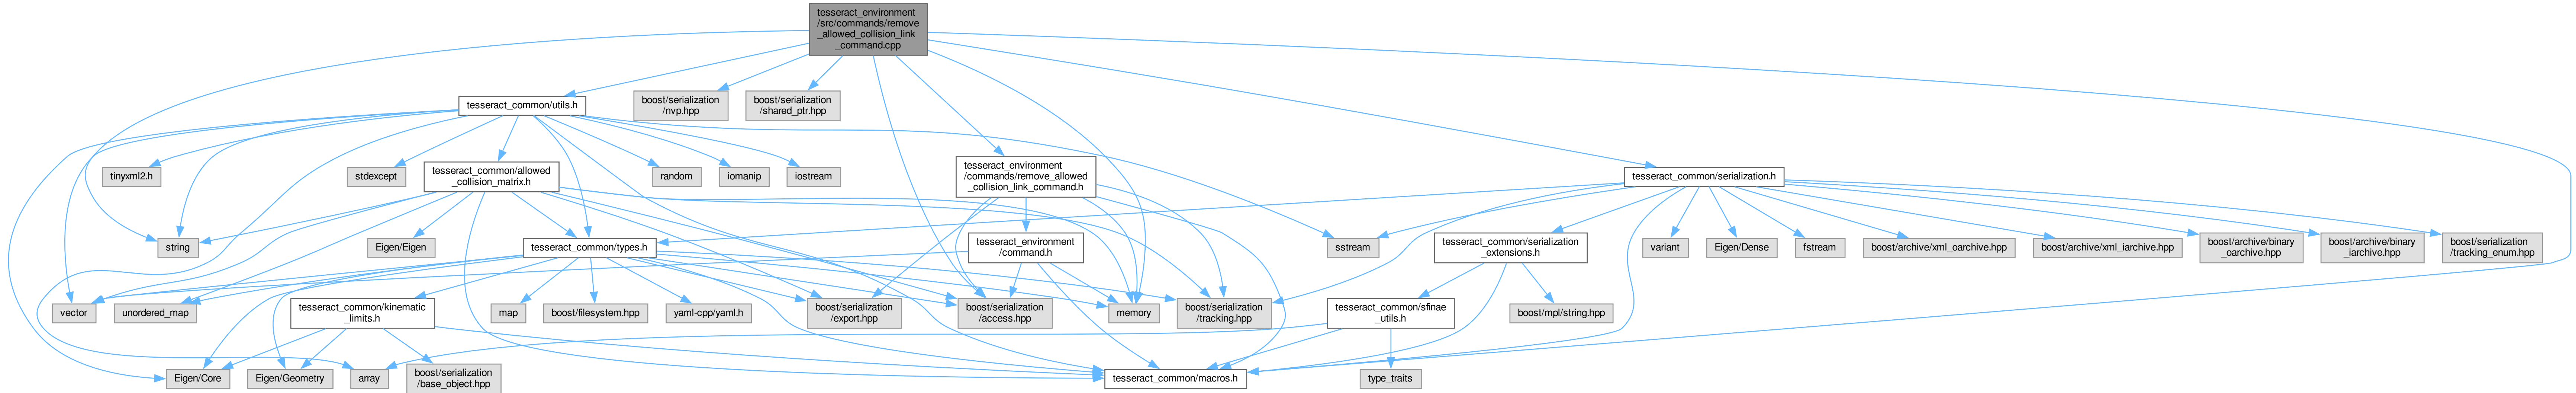 tesseract_environment
/src/commands/remove
_allowed_collision_link
_command.cpp
tesseract_common/utils.h
boost/serialization
/nvp.hpp
boost/serialization
/shared_ptr.hpp
tinyxml2.h
stdexcept
tesseract_common/allowed
_collision_matrix.h
random
iomanip
iostream
tesseract_environment
/commands/remove_allowed
_collision_link_command.h
tesseract_common/serialization.h
string
Eigen/Eigen
tesseract_common/types.h
tesseract_environment
/command.h
sstream
tesseract_common/serialization
_extensions.h
variant
Eigen/Dense
fstream
boost/archive/xml_oarchive.hpp
boost/archive/xml_iarchive.hpp
boost/archive/binary
_oarchive.hpp
boost/archive/binary
_iarchive.hpp
boost/serialization
/tracking_enum.hpp
vector
unordered_map
tesseract_common/kinematic
_limits.h
map
boost/filesystem.hpp
yaml-cpp/yaml.h
boost/serialization
/export.hpp
boost/serialization
/access.hpp
memory
boost/serialization
/tracking.hpp
tesseract_common/sfinae
_utils.h
boost/mpl/string.hpp
Eigen/Core
Eigen/Geometry
array
boost/serialization
/base_object.hpp
tesseract_common/macros.h
type_traits